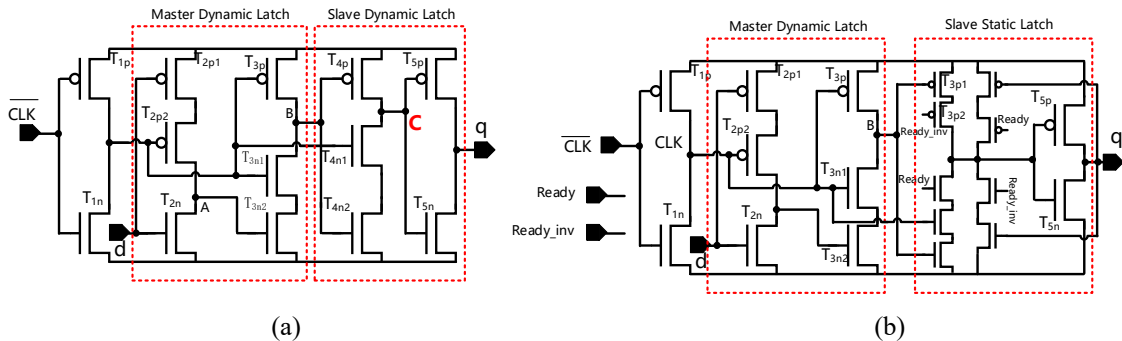 Master Dynamic Latch
Slave Dynamic Latch
T1p
T2p1
T3p
T4p
T5p
CLK
T2p2
B
C
q
T3n1
T4n1
T1n
T2n
A
T3n2
T4n2
T5n
d
(a)
Master Dynamic Latch
Slave Static Latch
T1p
T2p1
T3p
T3p1
T5p
B
T3p2
Ready
Ready_inv
T2p2
q
CLK
CLK
T3n1
Ready
Ready
Ready_inv
T1n
T2n
T5n
Ready_inv
d
T3n2
(b)